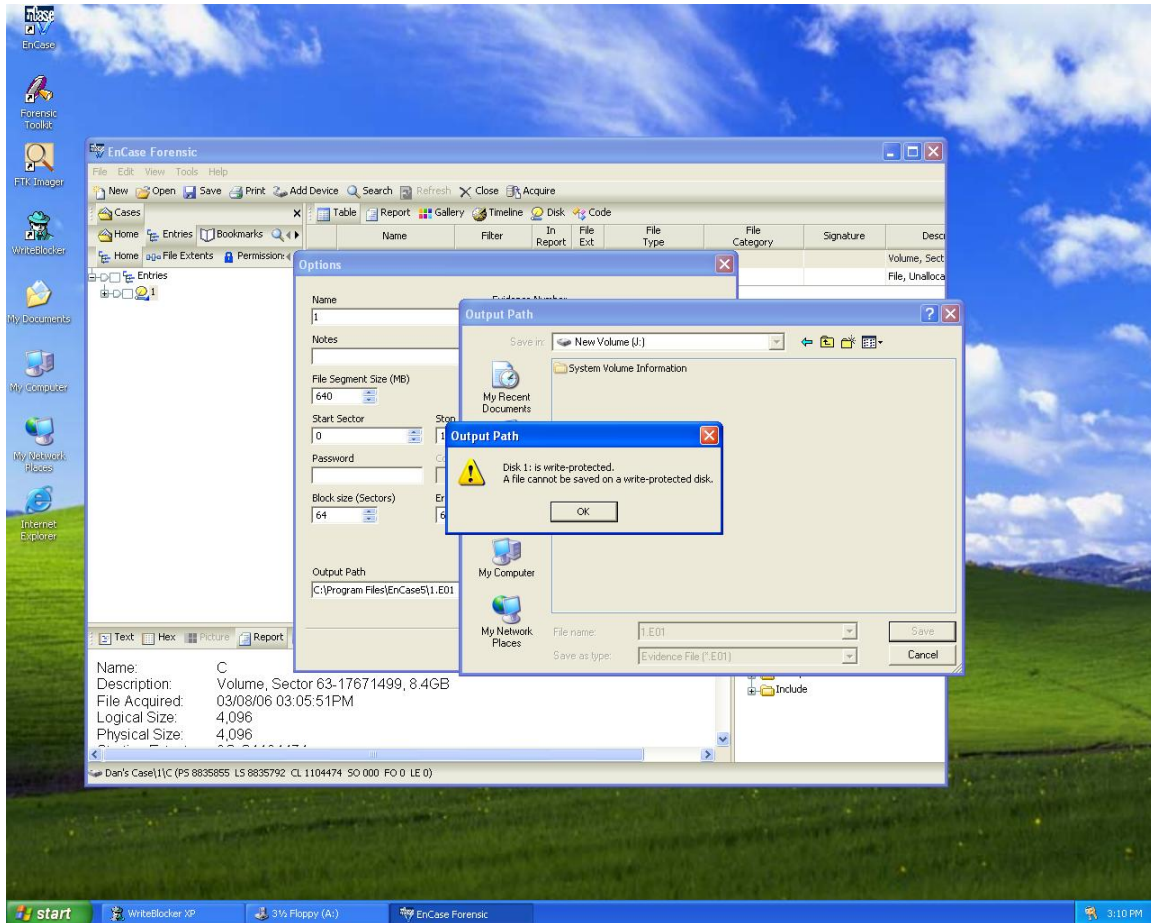 EnCase
EnCase
Forensic
Toolkit
FTK Imager
WriteBlocker
My Documents
My Computer
My Network
Places
Internet
Explorer
EnCase Forensic
File Edit View Tools Help
New Open Save Print Add Device Search Refresh Close Acquire
Cases
Table Report Gallery Timeline Disk Code
Home Entries Bookmarks
Name Filter In Report File Ext File Type File Category Signature
Home File Extents Permission
Volume, Sect
Entries
File, Unalloca
1
Options
Name
1
Notes
File Segment Size (MB)
640
Start Sector
0
Stop
1
Password
Block size (Sectors)
64
6
Output Path
C:\Program Files\EnCase5\1.E01
Output Path
Save in: New Volume (J:)
System Volume Information
My Recent
Documents
My Computer
My Network
Places
File name: 1.E01
Save as type: Evidence File (*.E01)
Save
Cancel
Output Path
Disk 1: is write-protected.
A file cannot be saved on a write-protected disk.
OK
Text Hex Picture Report
Name: C
Description: Volume, Sector 63-17671499, 8.4GB
File Acquired: 03/08/06 03:05:51PM
Logical Size: 4,096
Physical Size: 4,096
Include
Dan's Case\1\C (PS 8835855 LS 8835792 CL 1104474 SO 000 FO 0 LE 0)
start
WriteBlocker XP
3½ Floppy (A:)
EnCase Forensic
3:10 PM